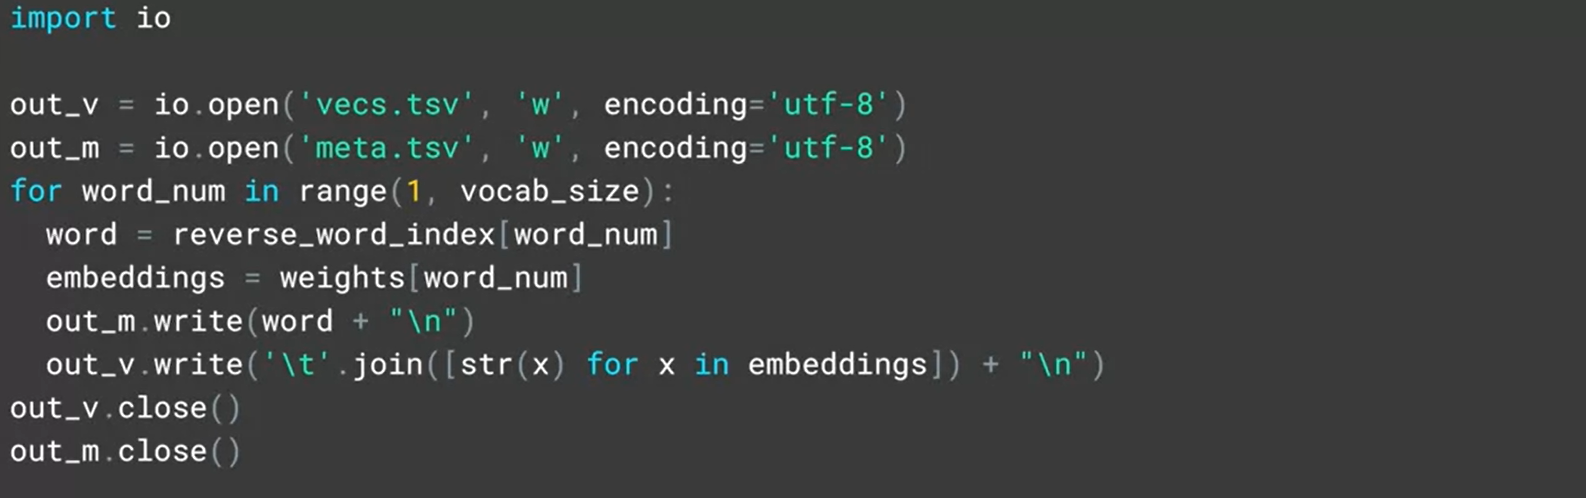 import io

out_v = io.open('vecs.tsv', 'w', encoding='utf-8')
out_m = io.open('meta.tsv', 'w', encoding='utf-8')
for word_num in range(1, vocab_size):
  word = reverse_word_index[word_num]
  embeddings = weights[word_num]
  out_m.write(word + "\n")
  out_v.write('\t'.join([str(x) for x in embeddings]) + "\n")
out_v.close()
out_m.close()